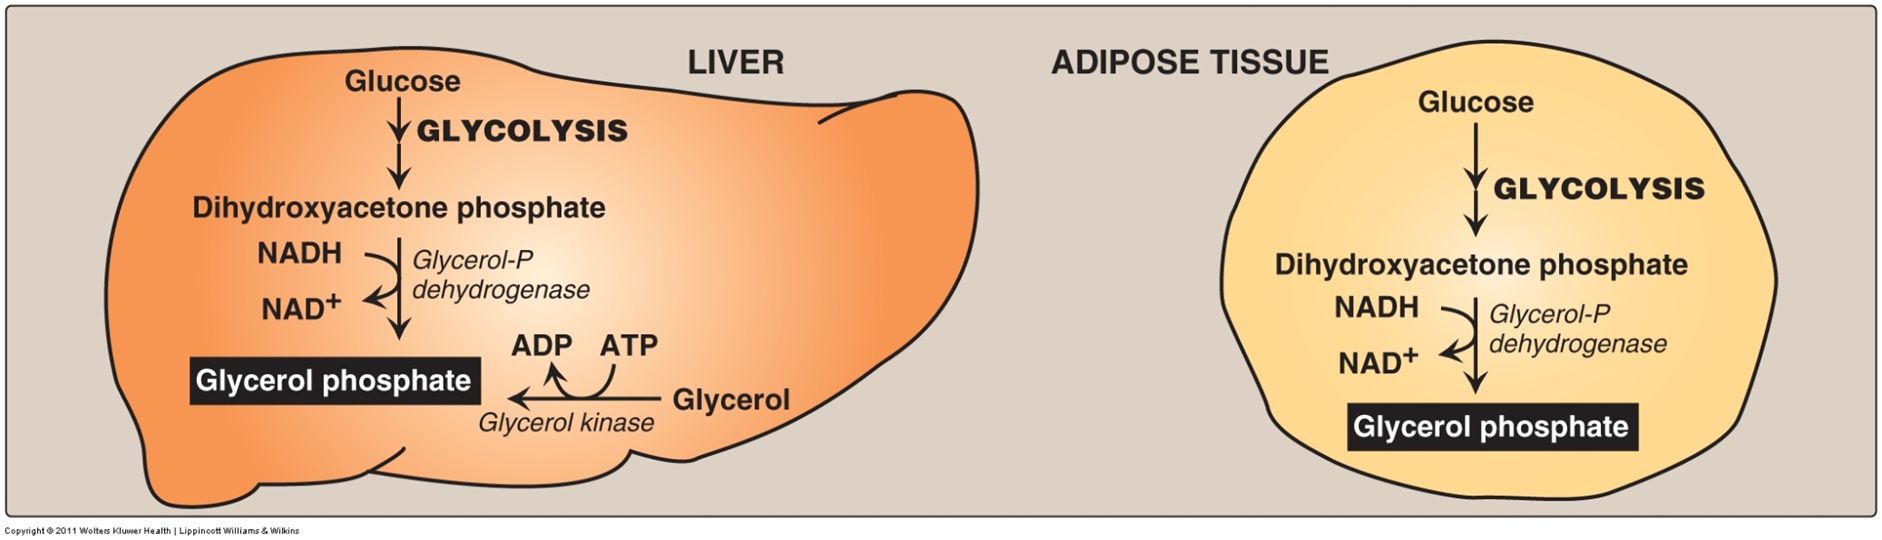 LIVER
Glucose
GLYCOLYSIS
Dihydroxyacetone phosphate
NADH
Glycerol-P
dehydrogenase
NAD+
ADP ATP
Glycerol phosphate
Glycerol
Glycerol kinase
ADIPOSE TISSUE
Glucose
GLYCOLYSIS
Dihydroxyacetone phosphate
NADH
Glycerol-P
dehydrogenase
NAD+
Glycerol phosphate
Copyright © 2011 Wolters Kluwer Health | Lippincott Williams & Wilkins